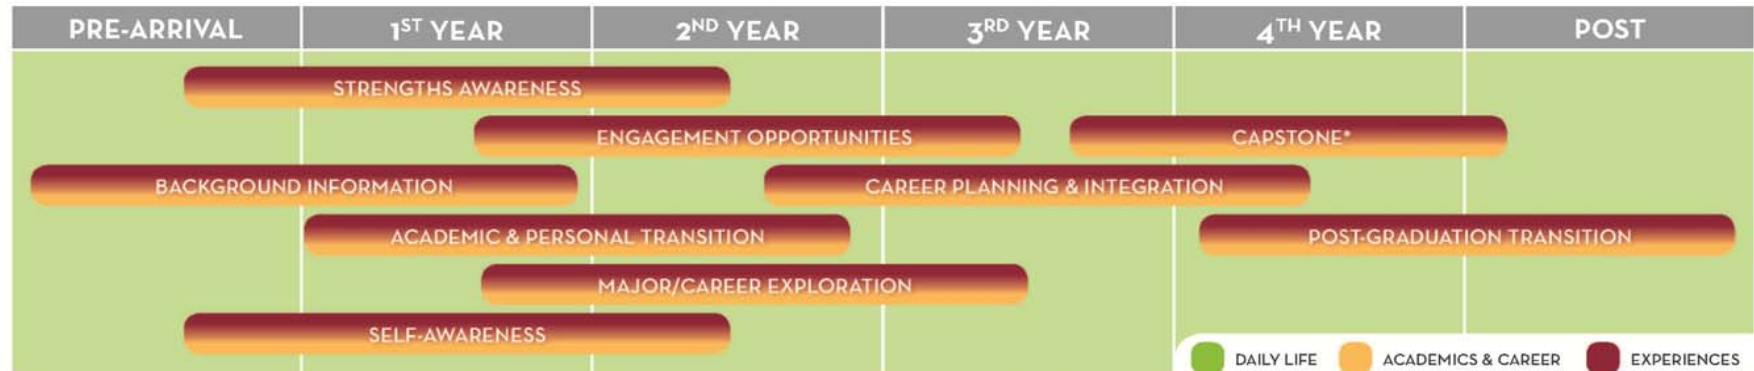 PRE-ARRIVAL 1ST YEAR 2ND YEAR 3RD YEAR 4TH YEAR POST
STRENGTHS AWARENESS
ENGAGEMENT OPPORTUNITIES CAPSTONE*
BACKGROUND INFORMATION CAREER PLANNING & INTEGRATION
ACADEMIC & PERSONAL TRANSITION POST-GRADUATION TRANSITION
MAJOR/CAREER EXPLORATION
SELF-AWARENESS
DAILY LIFE ACADEMICS & CAREER EXPERIENCES